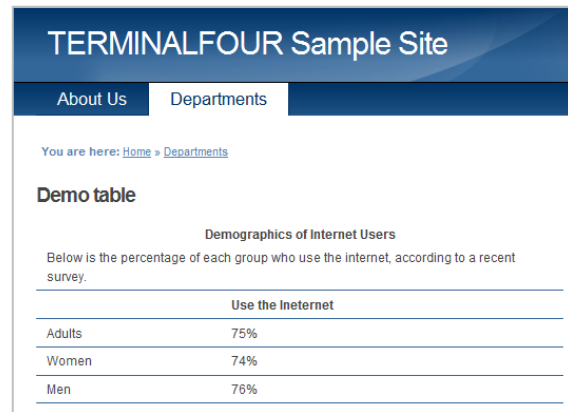 TERMINALFOUR Sample Site
About Us Departments
You are here: Home » Departments
Demo table
Demographics of Internet Users
Below is the percentage of each group who use the internet, according to a recent
survey.
Use the Ineternet
Adults 75%
Women 74%
Men 76%